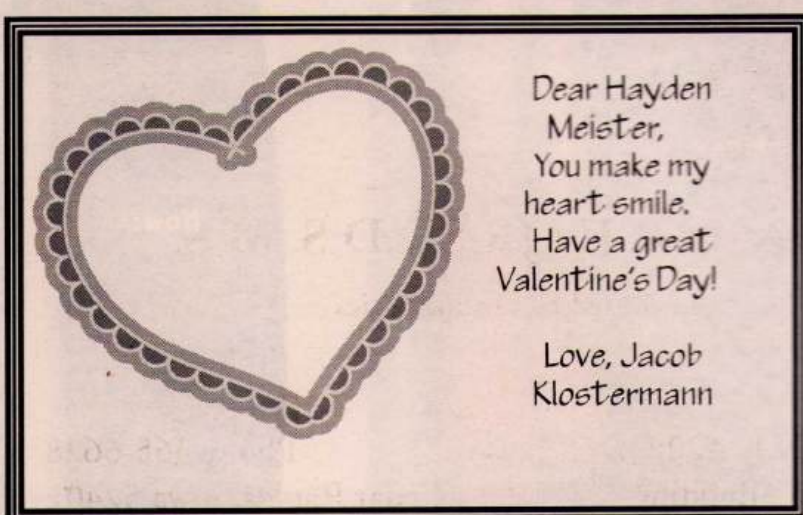 Dear Hayden
Meister,
You make my
heart smile.
Have a great
Valentine's Day!
Love, Jacob
Klostermann